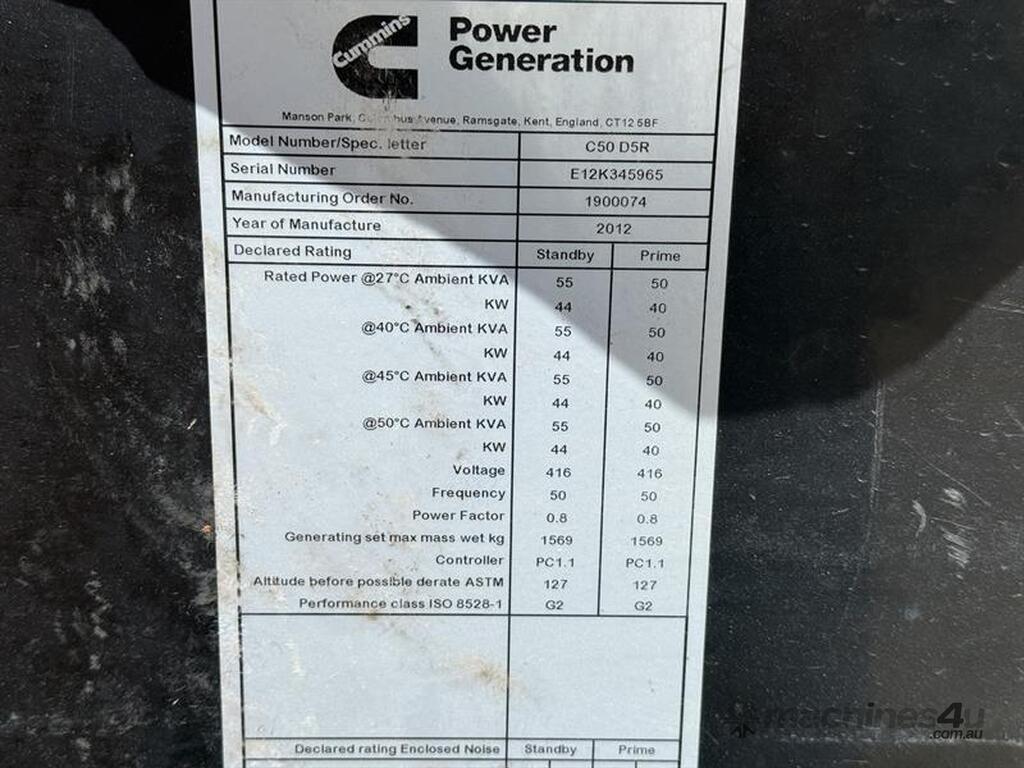 Cummins
Power
Generation
Manson Park, Columbus Avenue, Ramsgate, Kent, England, CT12 5BF
Model Number/Spec. letter C50 D5R
Serial Number E12K345965
Manufacturing Order No. 1900074
Year of Manufacture 2012
Declared Rating Standby Prime
Rated Power @27°C Ambient KVA 55 50
KW 44 40
@40°C Ambient KVA 55 50
KW 44 40
@45°C Ambient KVA 55 50
KW 44 40
@50°C Ambient KVA 55 50
KW 44 40
Voltage 416 416
Frequency 50 50
Power Factor 0.8 0.8
Generating set max mass wet kg 1569 1569
Controller PC1.1 PC1.1
Altitude before possible derate ASTM 127 127
Performance class ISO 8528-1 G2 G2
Declared rating Enclosed Noise Standby Prime
machines4u
.com.au